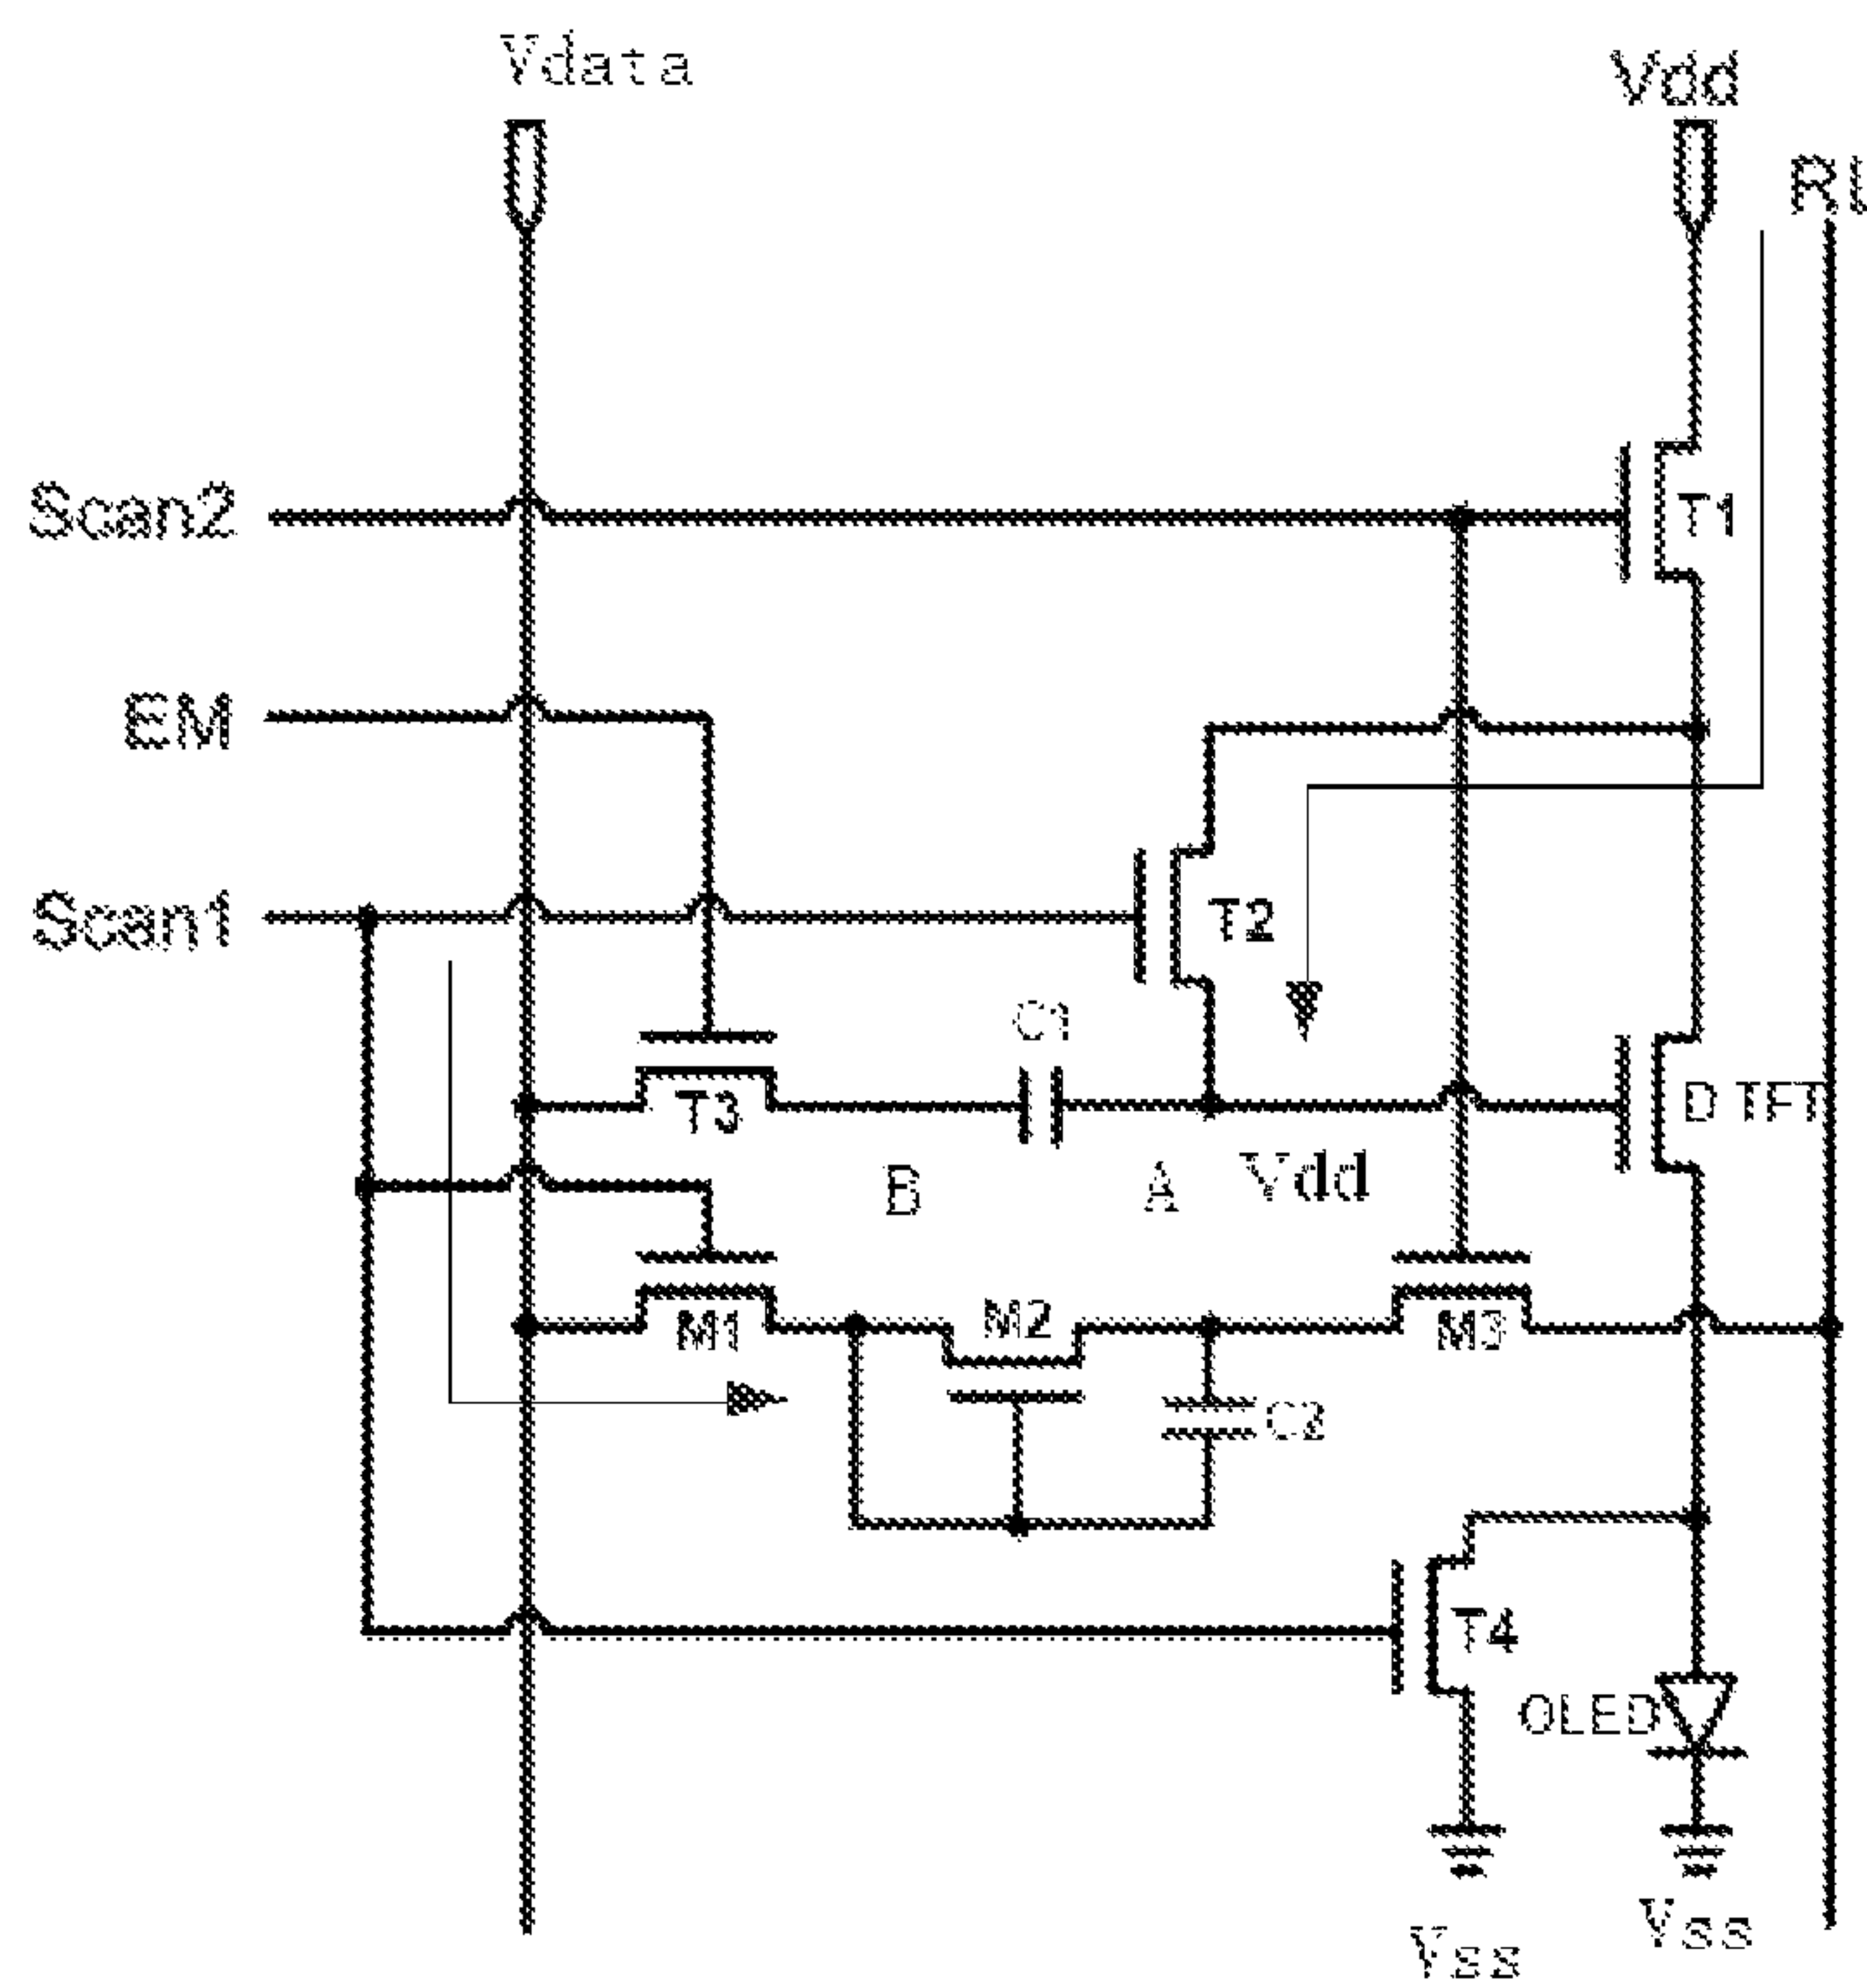 Vdata
Vdd
RL
Scan2
T1
EM
Scan1
T2
C1
T3
DTFT
B
A
Vdd
M1
M2
M3
C2
T4
OLED
Vss
Vss